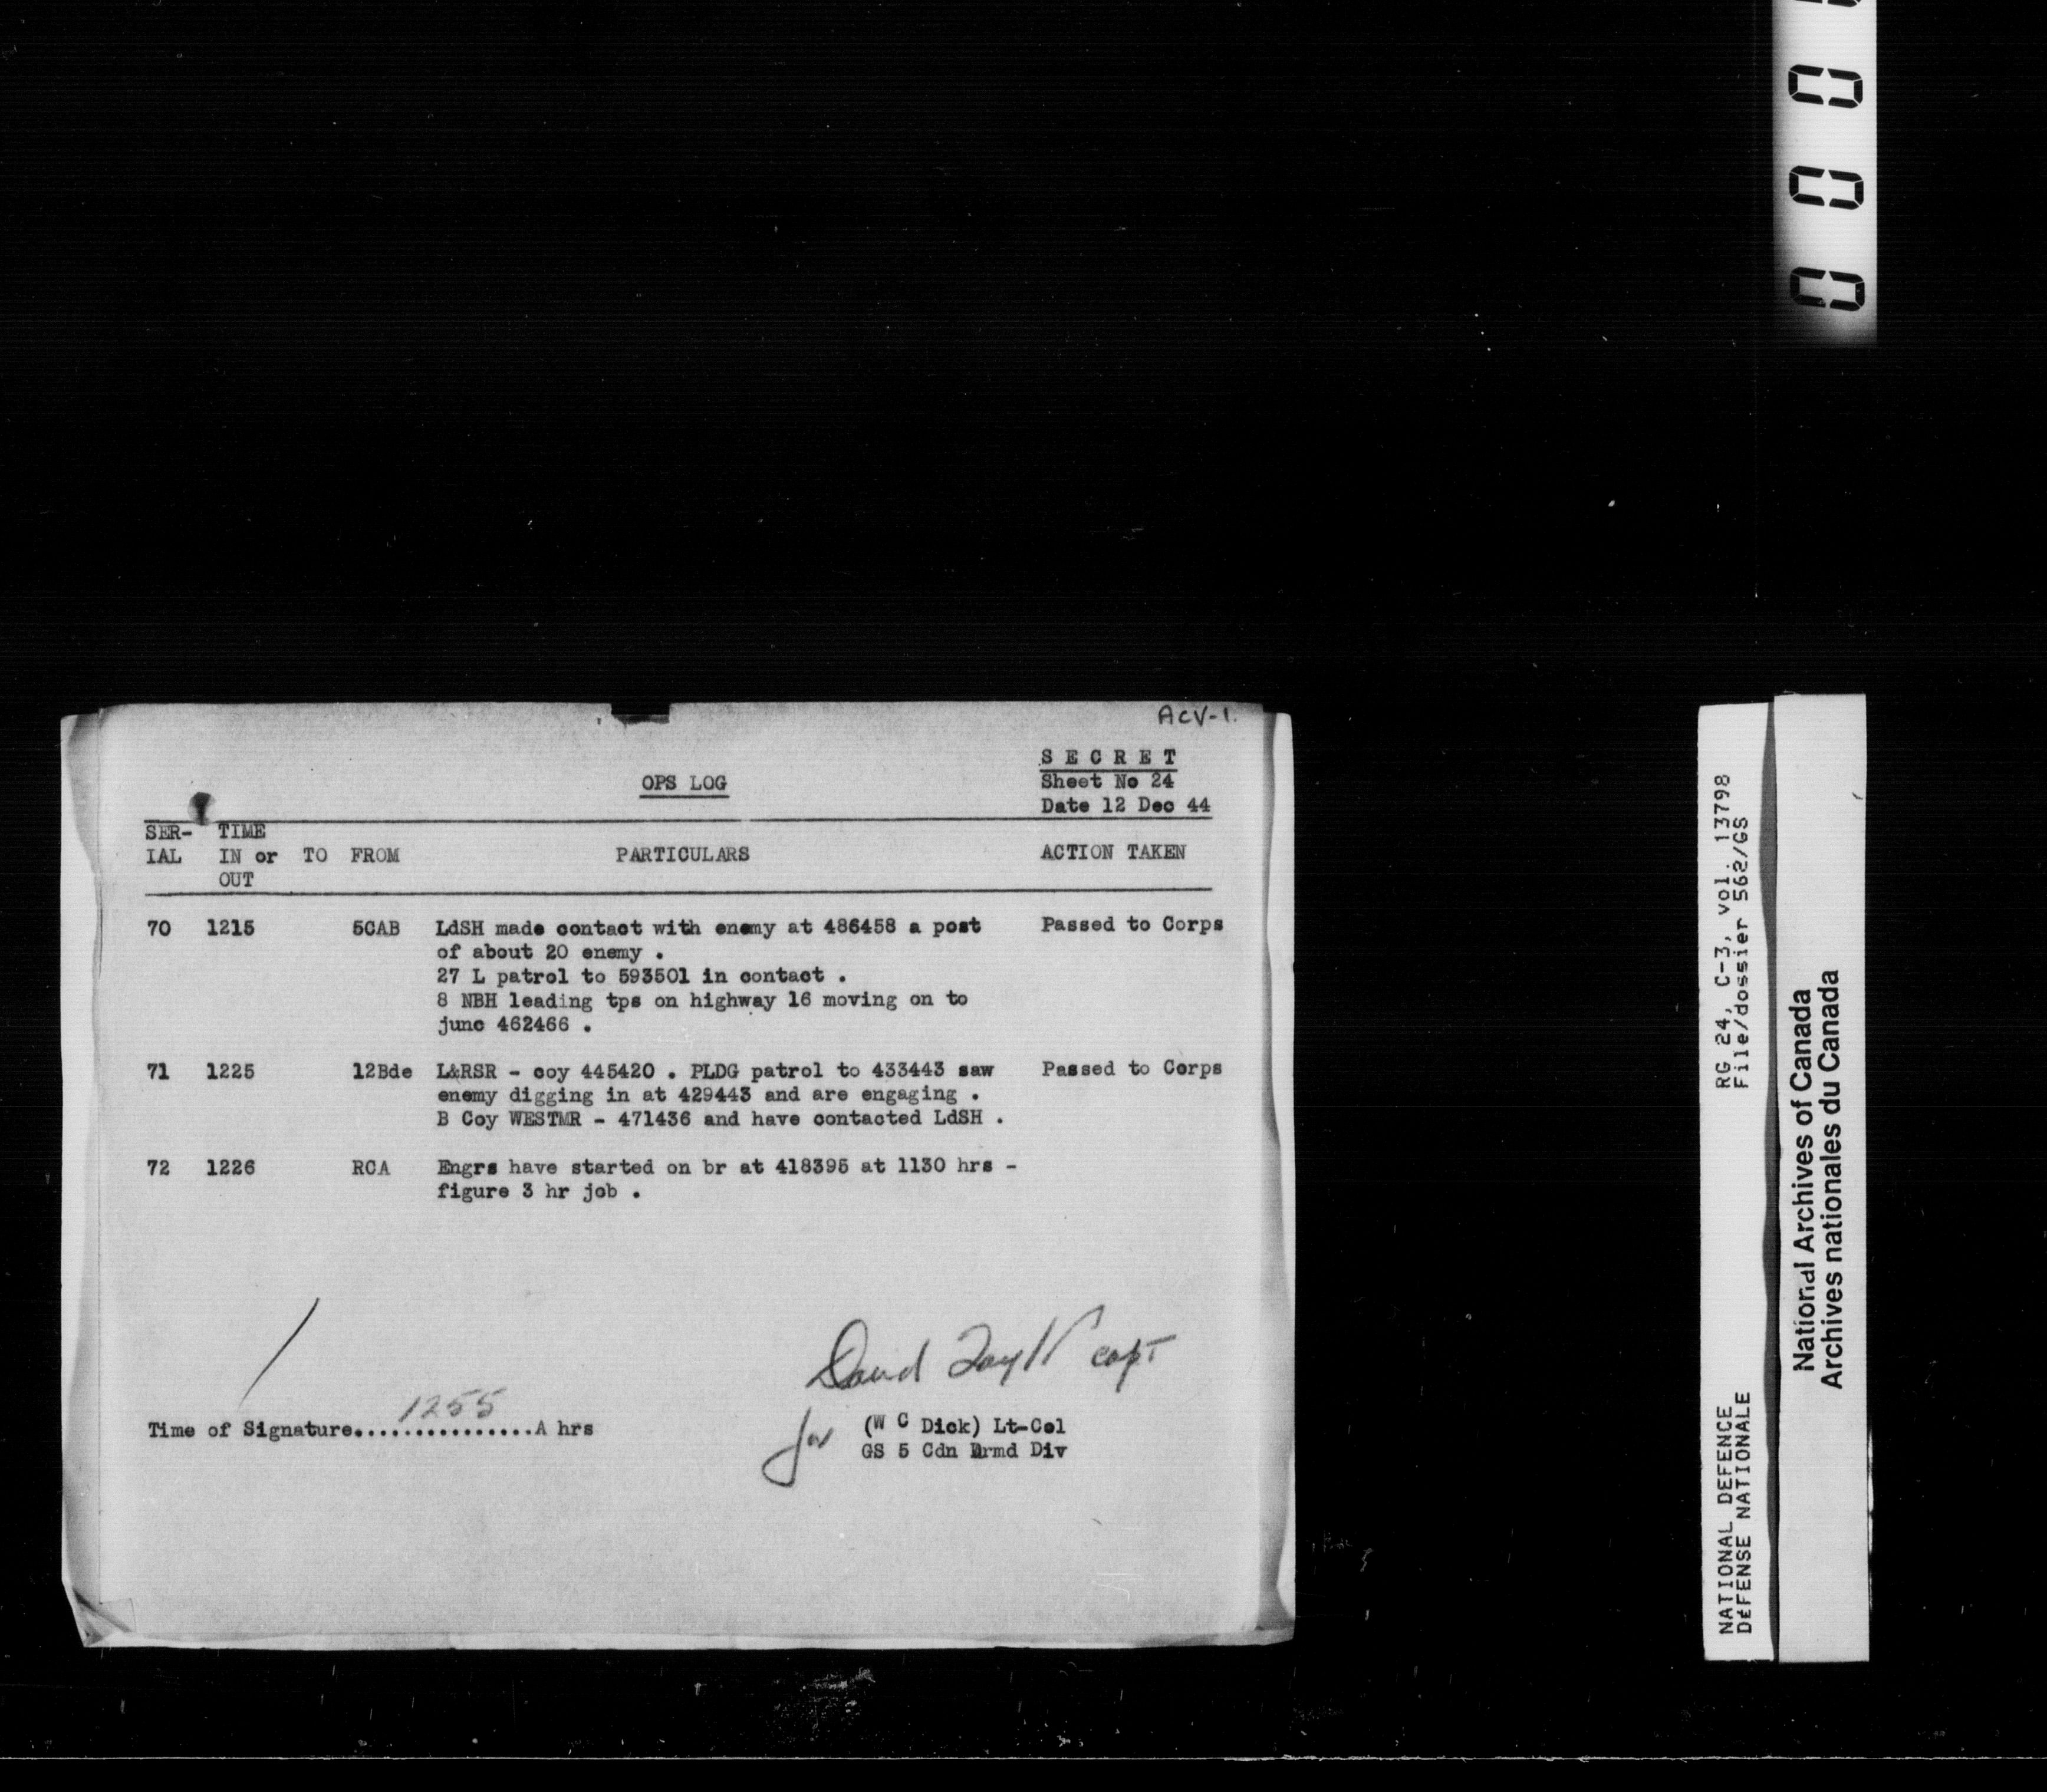 ACV-1.
S E C R E T
OPS LOG
Sheet No 24
Date 12 Dec 44
SER- TIME
IAL IN or TO FROM PARTICULARS ACTION TAKEN
OUT
70 1215 5CAB LdSH made contact with enemy at 486458 a post Passed to Corps
of about 20 enemy .
27 L patrol to 593501 in contact .
8 NBH leading tps on highway 16 moving on to
junc 462466 .
71 1225 12Bde L&RSR - coy 445420 . PLDG patrol to 433443 saw Passed to Corps
enemy digging in at 429443 and are engaging .
B Coy WESTMR - 471436 and have contacted LdSH .
72 1226 RCA Engrs have started on br at 418395 at 1130 hrs -
figure 3 hr job .
David capt
1255
Time of Signature................A hrs
for (W C Dick) Lt-Col
GS 5 Cdn Armd Div
RG 24, C-3, vol. 13798
File/dossier 562/GS
NATIONAL DEFENCE
DÉFENSE NATIONALE
National Archives of Canada
Archives nationales du Canada